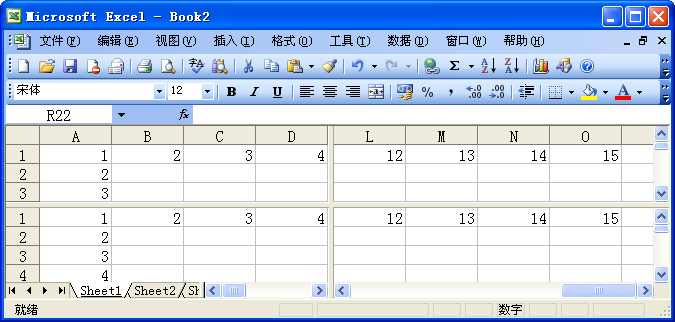 Microsoft Excel - Book2
文件(F) 编辑(E) 视图(V) 插入(I) 格式(O) 工具(T) 数据(D) 窗口(W) 帮助(H)
宋体 12 B I U % ,
R22 fx
A B C D L M N O
1 1 2 3 4 12 13 14 15
2 2
3 3
1 1 2 3 4 12 13 14 15
2 2
3 3
4 4
Sheet1 Sheet2 Sh
就绪 数字